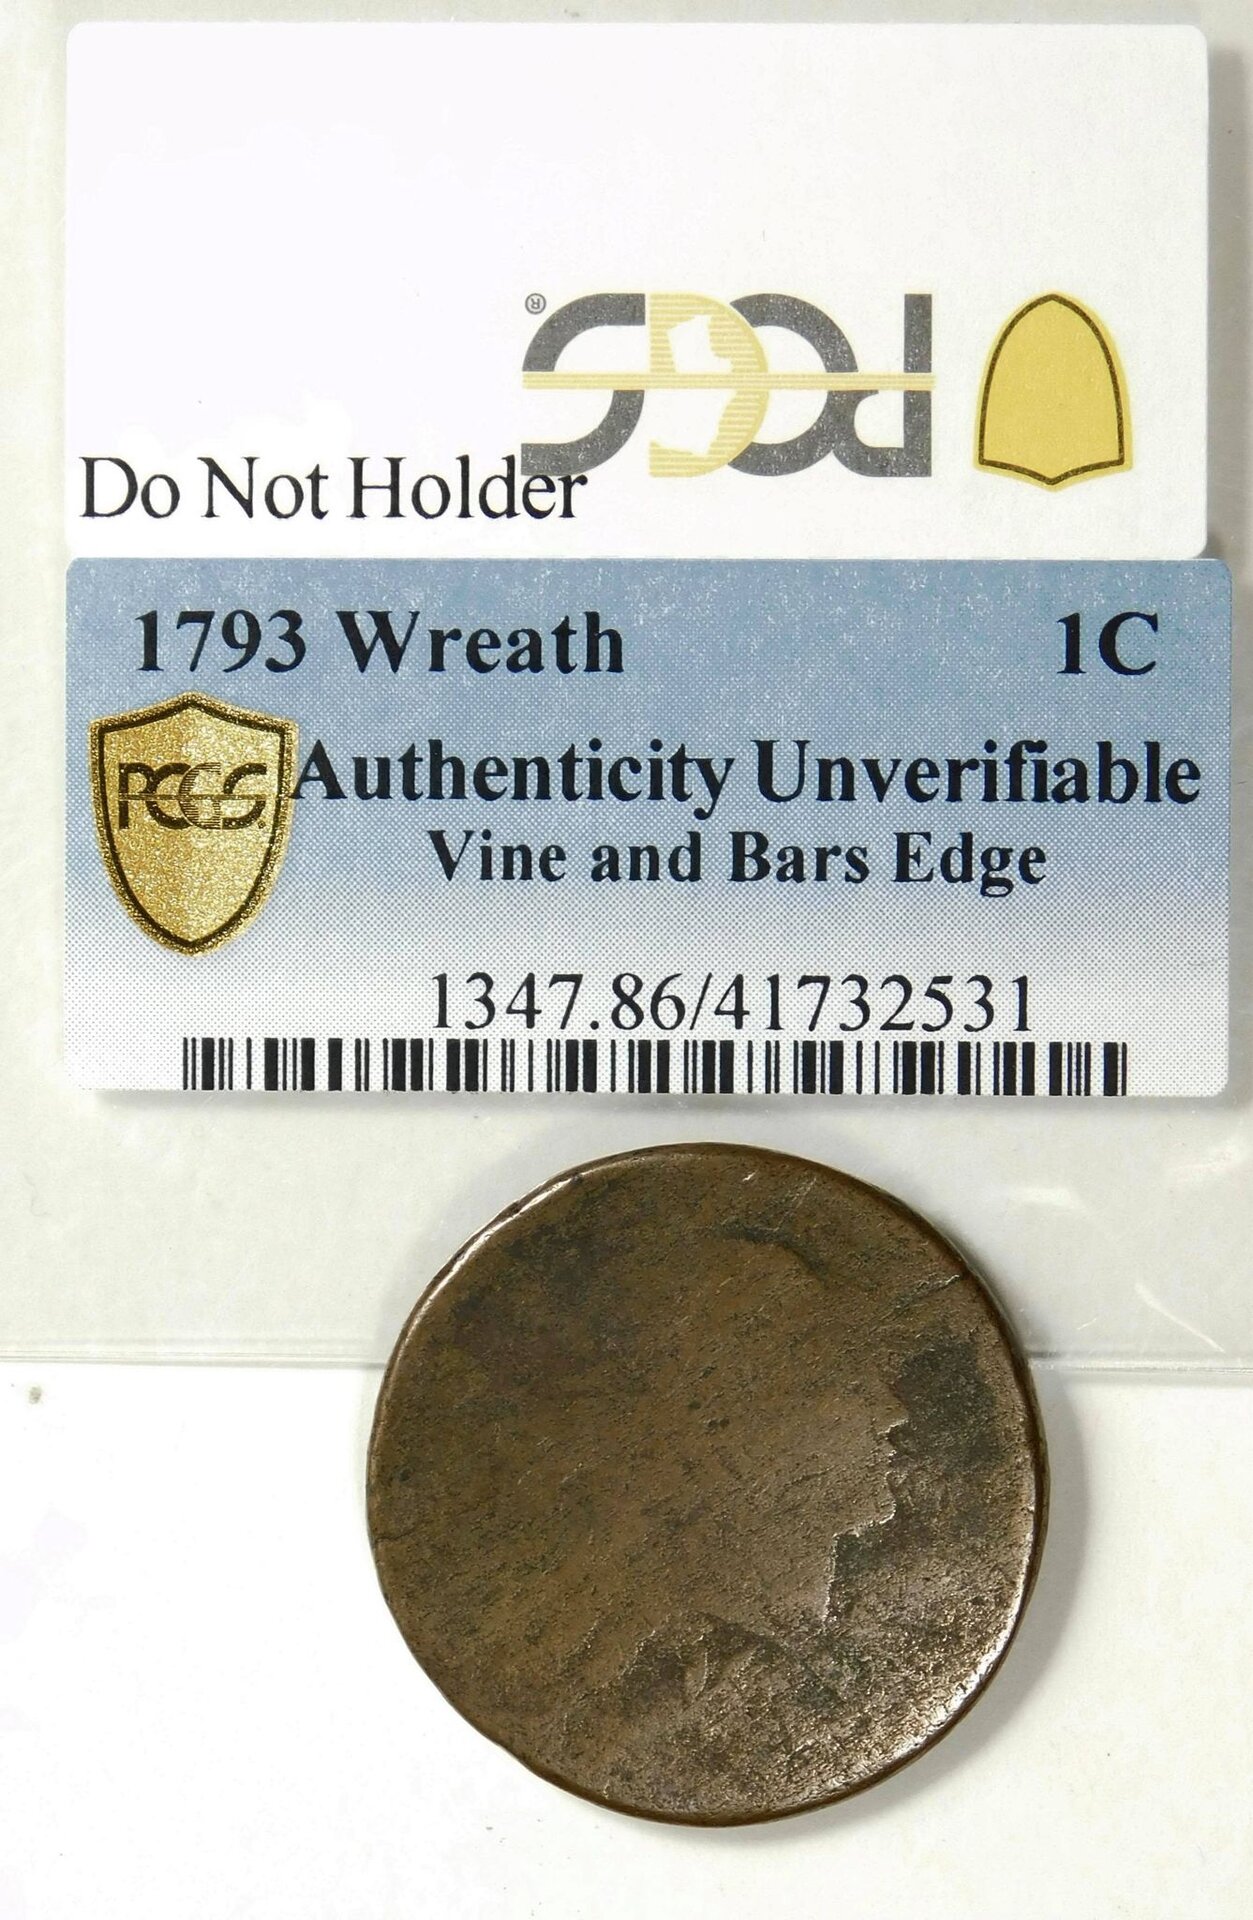 PCGS®
Do Not Holder
1793 Wreath 1C
PCGS
Authenticity Unverifiable
Vine and Bars Edge
1347.86/41732531